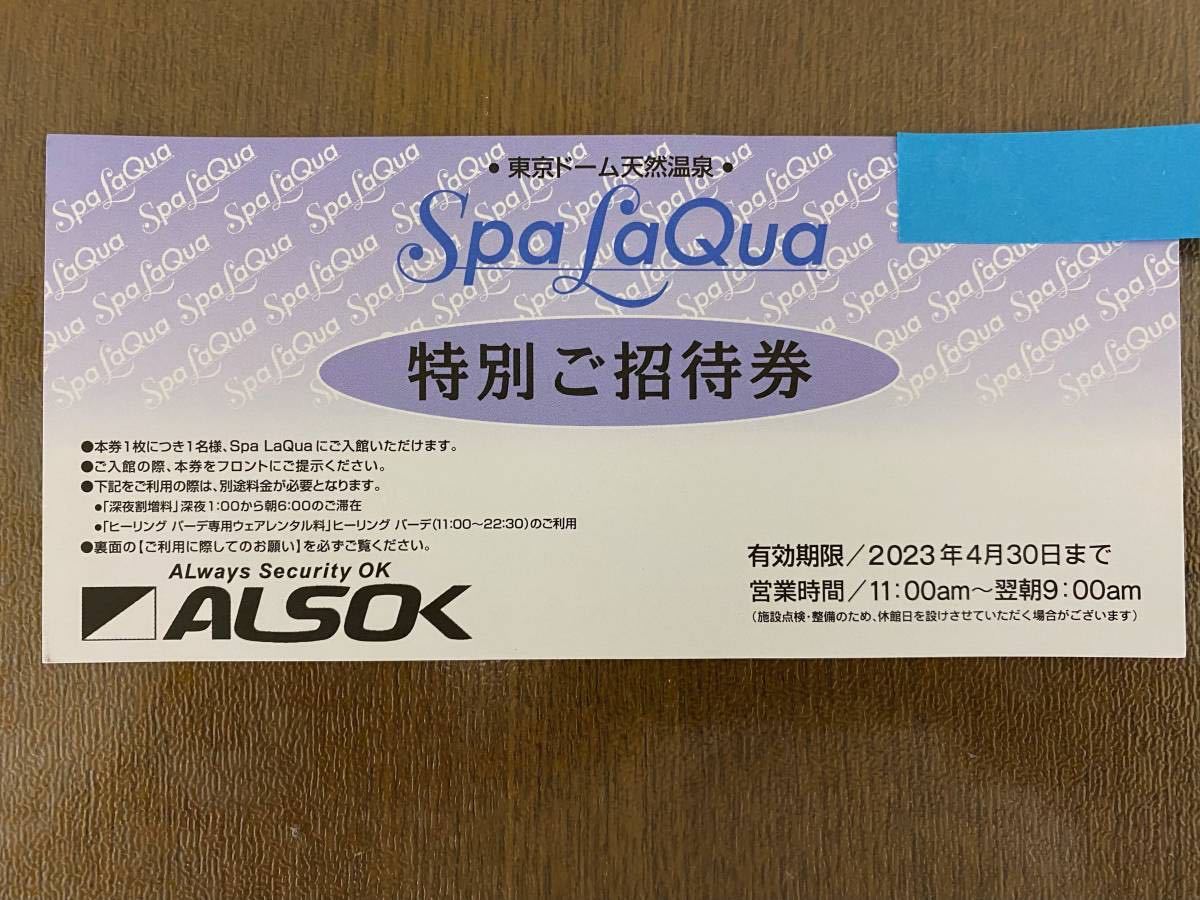 • 東京ドーム天然温泉 •
Spa LaQua
特別ご招待券
●本券1枚につき1名様、Spa LaQuaにご入館いただけます。
●ご入館の際、本券をフロントにご提示ください。
●下記をご利用の際は、別途料金が必要となります。
●「深夜割増料」深夜1:00から朝6:00のご滞在
●「ヒーリング バーデ専用ウェアレンタル料」ヒーリング バーデ(11:00〜22:30)のご利用
●裏面の【ご利用に際してのお願い】を必ずご覧ください。
ALways Security OK
ALSOK
有効期限/2023年4月30日まで
営業時間/11:00am〜翌朝9:00am
(施設点検・整備のため、休館日を設けさせていただく場合がございます)